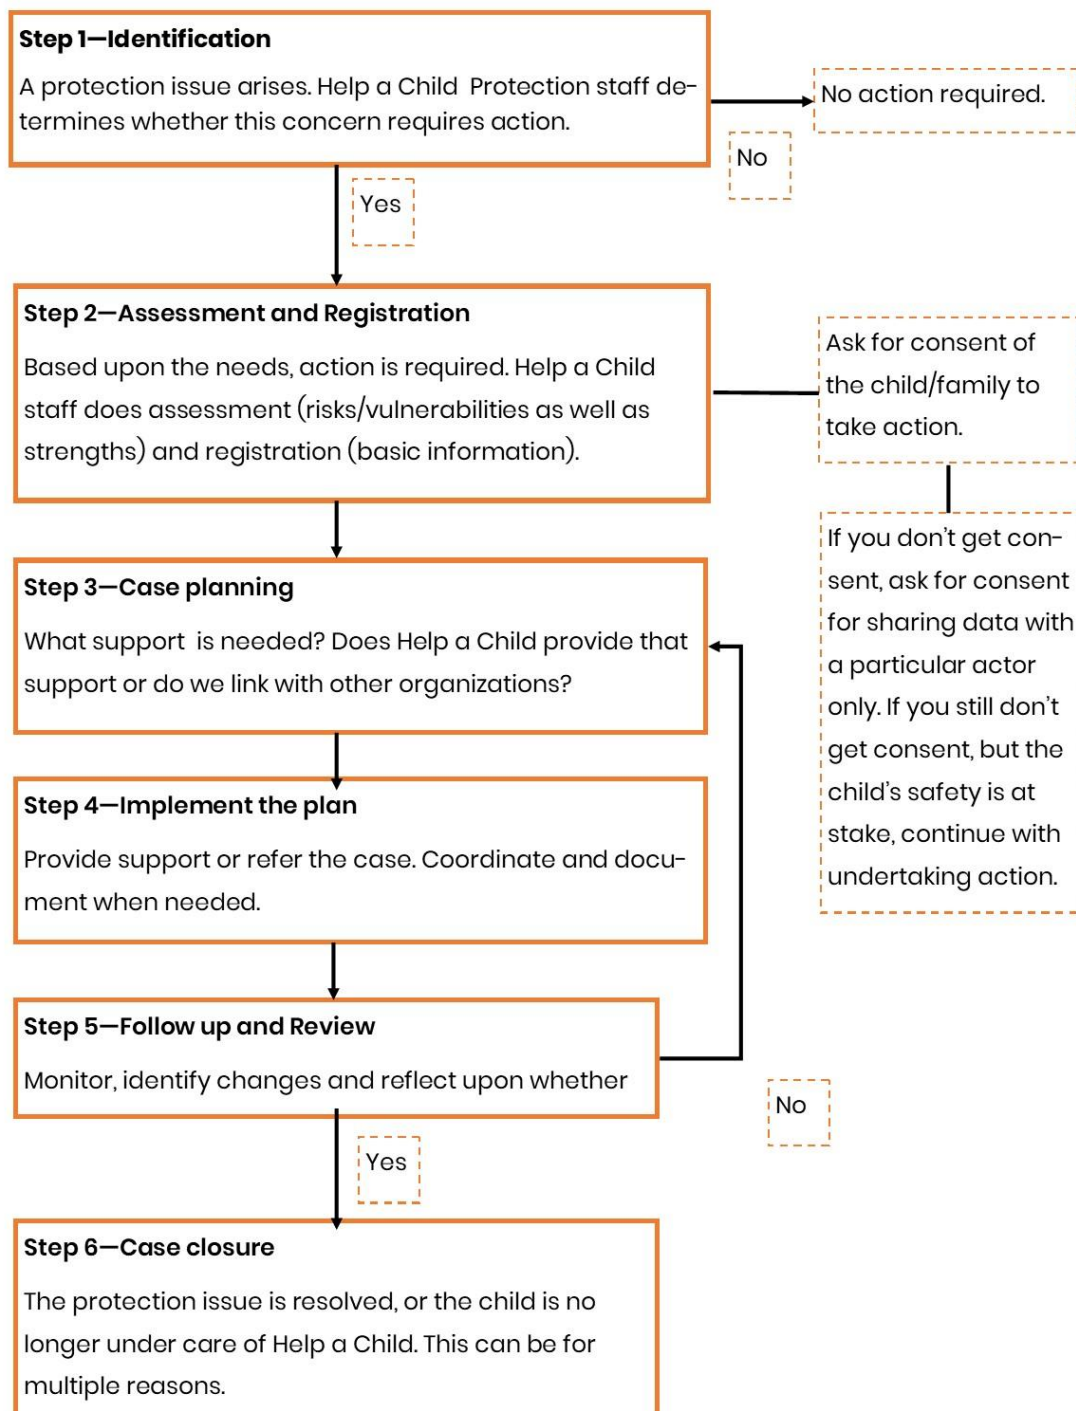 Step 1—Identification
A protection issue arises. Help a Child  Protection staff de-
termines whether this concern requires action.
No action required.
No
Yes
Step 2—Assessment and Registration
Based upon the needs, action is required. Help a Child
staff does assessment (risks/vulnerabilities as well as
strengths) and registration (basic information).
Ask for consent of
the child/family to
take action.
If you don't get con-
sent, ask for consent
for sharing data with
a particular actor
only. If you still don't
get consent, but the
child's safety is at
stake, continue with
undertaking action.
Step 3—Case planning
What support  is needed? Does Help a Child provide that
support or do we link with other organizations?
Step 4—Implement the plan
Provide support or refer the case. Coordinate and docu-
ment when needed.
Step 5—Follow up and Review
Monitor, identify changes and reflect upon whether
No
Yes
Step 6—Case closure
The protection issue is resolved, or the child is no
longer under care of Help a Child. This can be for
multiple reasons.